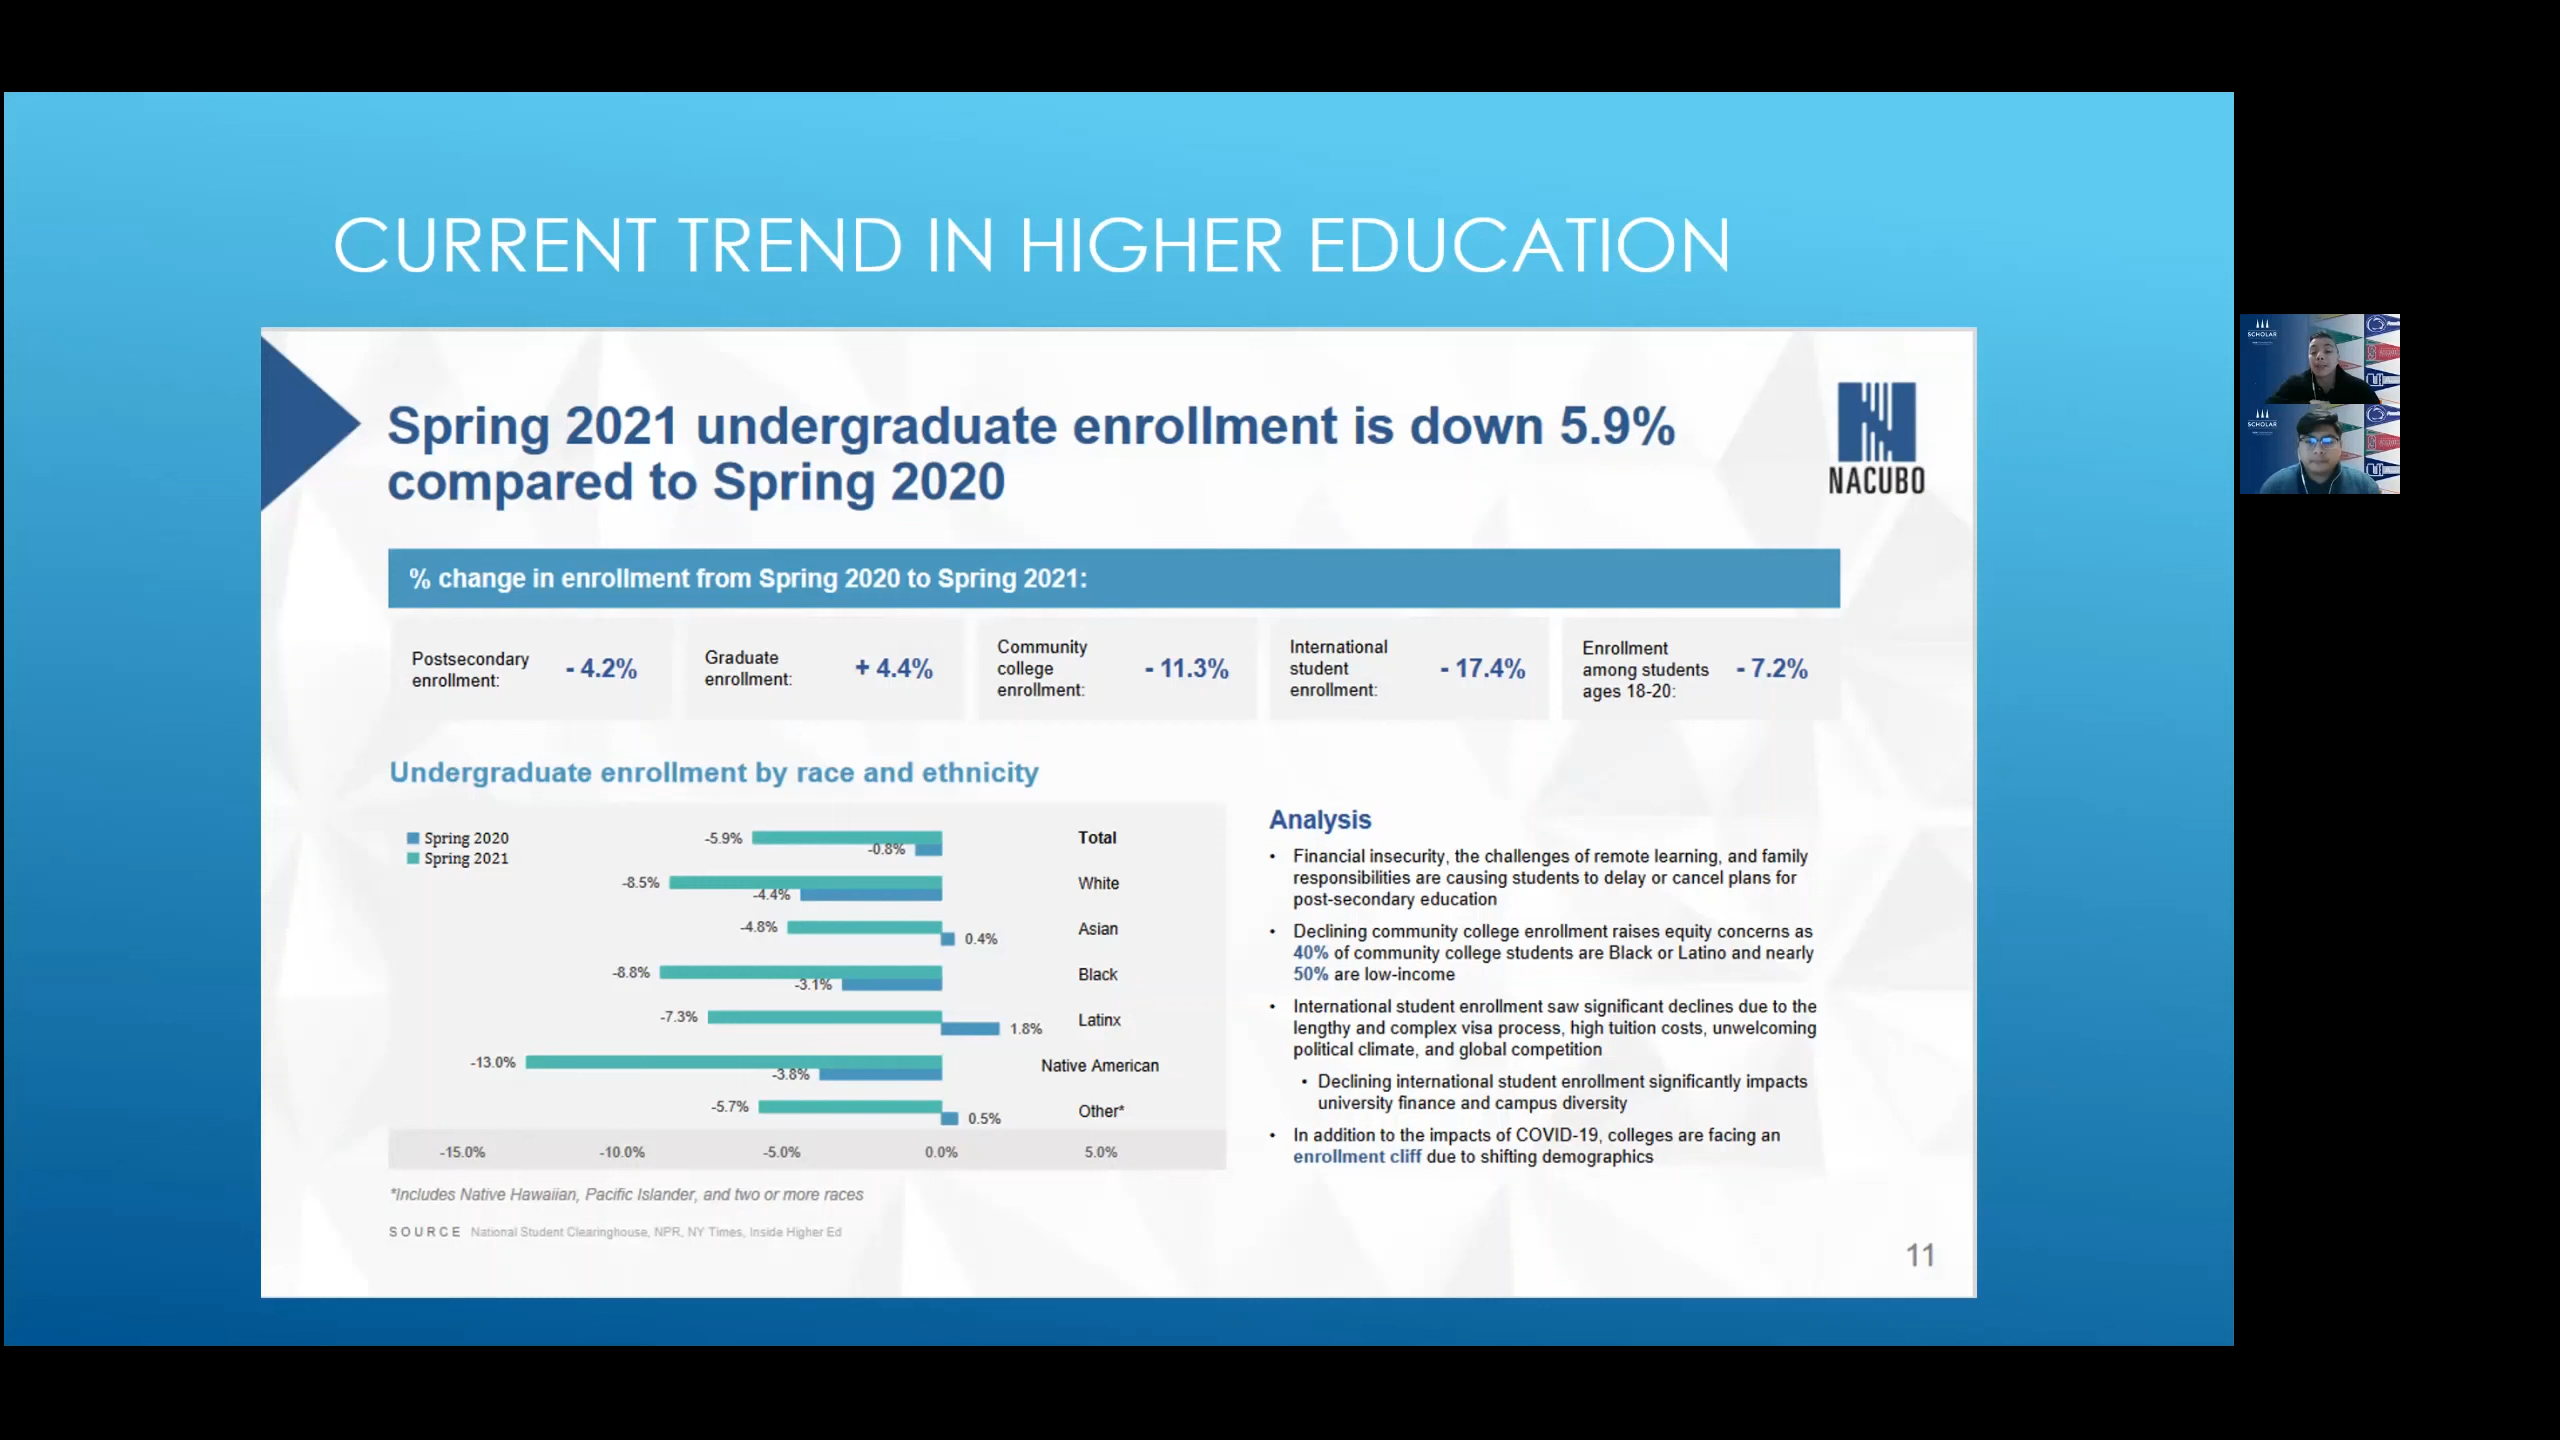 CURRENT TREND IN HIGHER EDUCATION
Spring 2021 undergraduate enrollment is down 5.9%
compared to Spring 2020
NACUBO
% change in enrollment from Spring 2020 to Spring 2021:
Postsecondary
enrollment:
- 4.2%
Graduate
enrollment:
+ 4.4%
Community
college
enrollment:
- 11.3%
International
student
enrollment:
- 17.4%
Enrollment
among students
ages 18-20:
- 7.2%
Undergraduate enrollment by race and ethnicity
Spring 2020
Spring 2021
-5.9%
-0.8%
Total
-8.5%
-4.4%
White
-4.8%
0.4%
Asian
-8.8%
-3.1%
Black
-7.3%
1.8%
Latinx
-13.0%
-3.8%
Native American
-5.7%
0.5%
Other*
-15.0% -10.0% -5.0% 0.0% 5.0%
*Includes Native Hawaiian, Pacific Islander, and two or more races
SOURCE National Student Clearinghouse, NPR, NY Times, Inside Higher Ed
Analysis
• Financial insecurity, the challenges of remote learning, and family
responsibilities are causing students to delay or cancel plans for
post-secondary education
• Declining community college enrollment raises equity concerns as
40% of community college students are Black or Latino and nearly
50% are low-income
• International student enrollment saw significant declines due to the
lengthy and complex visa process, high tuition costs, unwelcoming
political climate, and global competition
• Declining international student enrollment significantly impacts
university finance and campus diversity
• In addition to the impacts of COVID-19, colleges are facing an
enrollment cliff due to shifting demographics
11
SCHOLAR
SCHOLAR